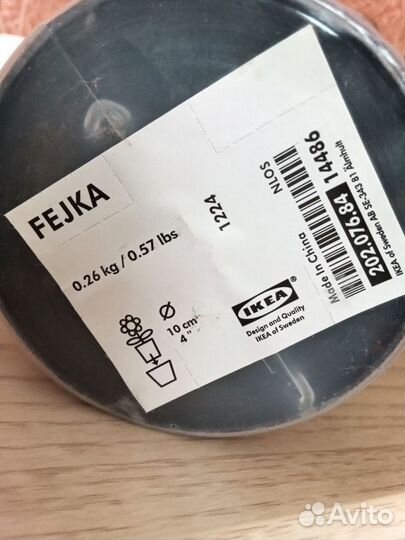 FEJKA
0.26 kg / 0.57 lbs
1224
NLOS
Ø
10 cm
4"
IKEA
Design and Quality
IKEA of Sweden
Made in China
202.076.84 14486
IKEA of Sweden AB SE-343 81 Älmhult
Avito